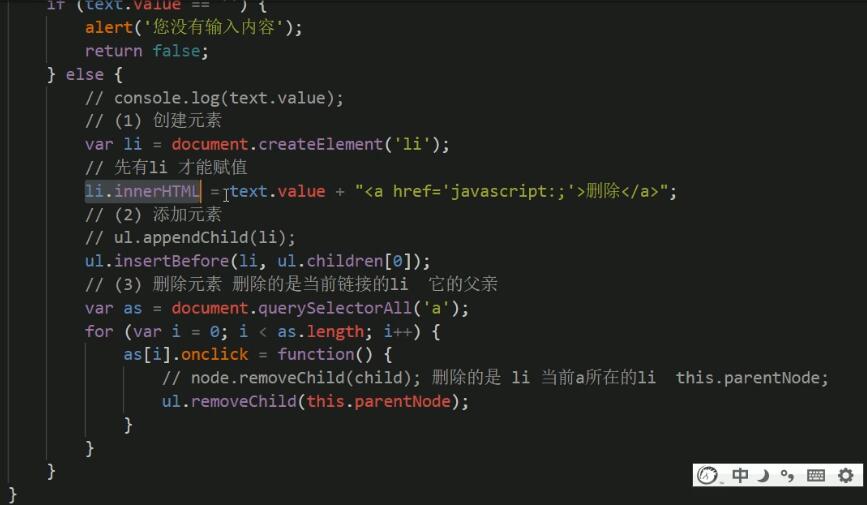 if (text.value == '') {
alert('您没有输入内容');
return false;
} else {
// console.log(text.value);
// (1) 创建元素
var li = document.createElement('li');
// 先有li 才能赋值
li.innerHTML = text.value + "<a href='javascript:;'>删除</a>";
// (2) 添加元素
// ul.appendChild(li);
ul.insertBefore(li, ul.children[0]);
// (3) 删除元素 删除的是当前链接的li 它的父亲
var as = document.querySelectorAll('a');
for (var i = 0; i < as.length; i++) {
as[i].onclick = function() {
// node.removeChild(child); 删除的是 li 当前a所在的li this.parentNode;
ul.removeChild(this.parentNode);
}
}
}
}
中